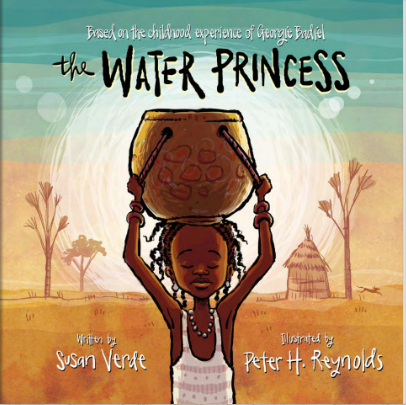 Based on the childhood experience of Georgie Badiel
the WATER PRINCESS
Written by
Susan Verde
Illustrated by
Peter H. Reynolds